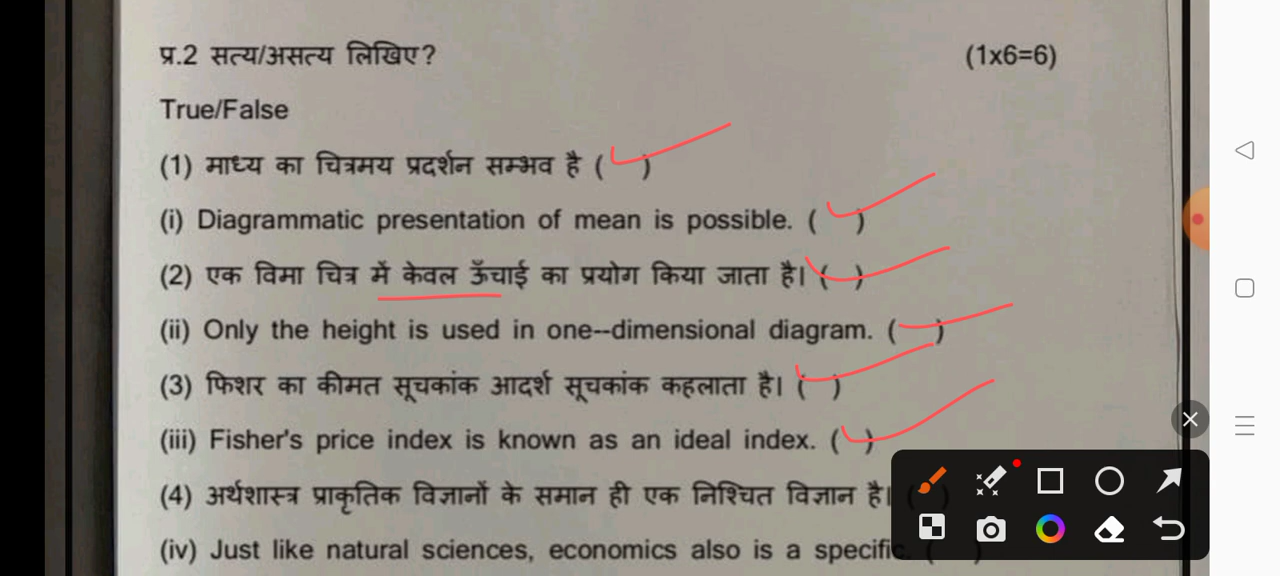 प्र.2 सत्य/असत्य लिखिए? (1x6=6)
True/False
(1) माध्य का चित्रमय प्रदर्शन सम्भव है ( )
(i) Diagrammatic presentation of mean is possible. ( )
(2) एक विमा चित्र में केवल ऊँचाई का प्रयोग किया जाता है। ( )
(ii) Only the height is used in one--dimensional diagram. ( )
(3) फिशर का कीमत सूचकांक आदर्श सूचकांक कहलाता है। ( )
(iii) Fisher's price index is known as an ideal index. ( )
(4) अर्थशास्त्र प्राकृतिक विज्ञानों के समान ही एक निश्चित विज्ञान है। ( )
(iv) Just like natural sciences, economics also is a specific. ( )